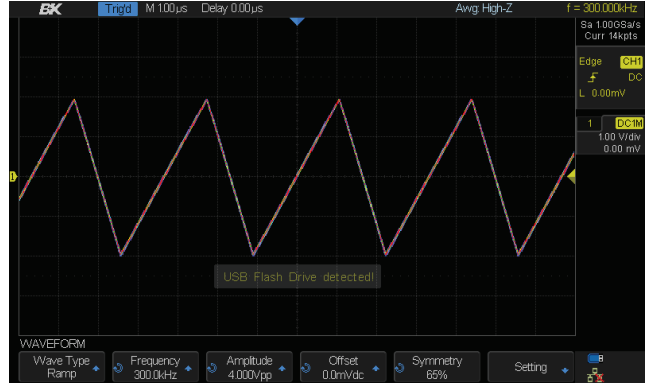 BK Trig'd M 1.00µs Delay 0.00µs Awg: High-Z f = 300.000kHz
Sa 1.00GSa/s
Curr 14kpts
Edge CH1
DC
L 0.00mV
1 DC1M
1.00 V/div
0.00 mV
1
USB Flash Drive detected!
WAVEFORM
Wave Type Frequency Amplitude Offset Symmetry Setting
Ramp 300.0kHz 4.000Vpp 0.0mVdc 65%